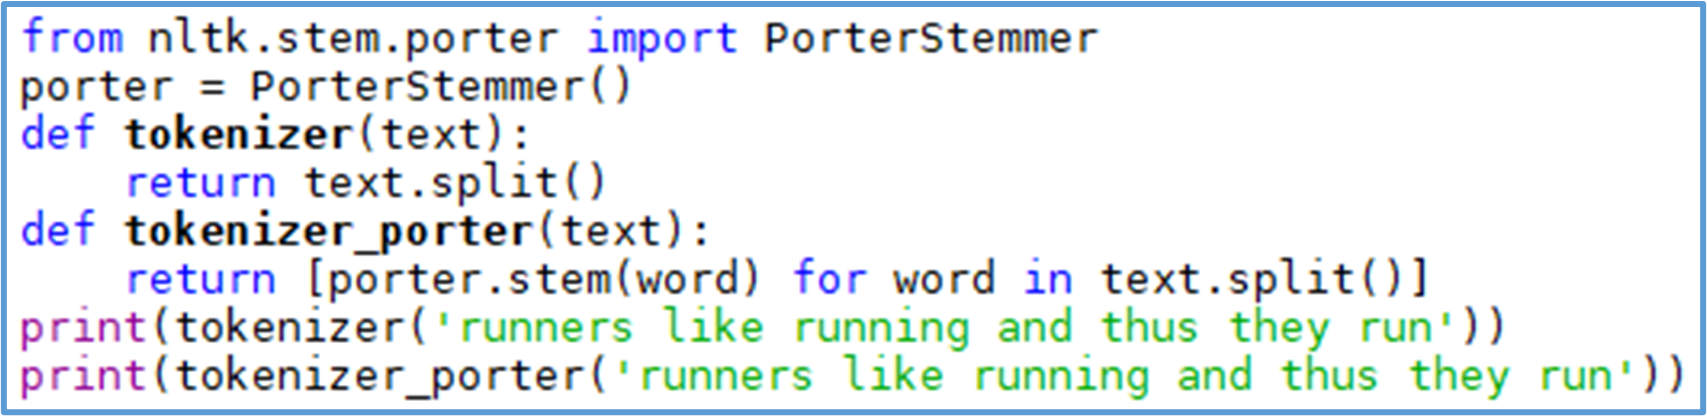 from nltk.stem.porter import PorterStemmer
porter = PorterStemmer()
def tokenizer(text):
    return text.split()
def tokenizer_porter(text):
    return [porter.stem(word) for word in text.split()]
print(tokenizer('runners like running and thus they run'))
print(tokenizer_porter('runners like running and thus they run'))